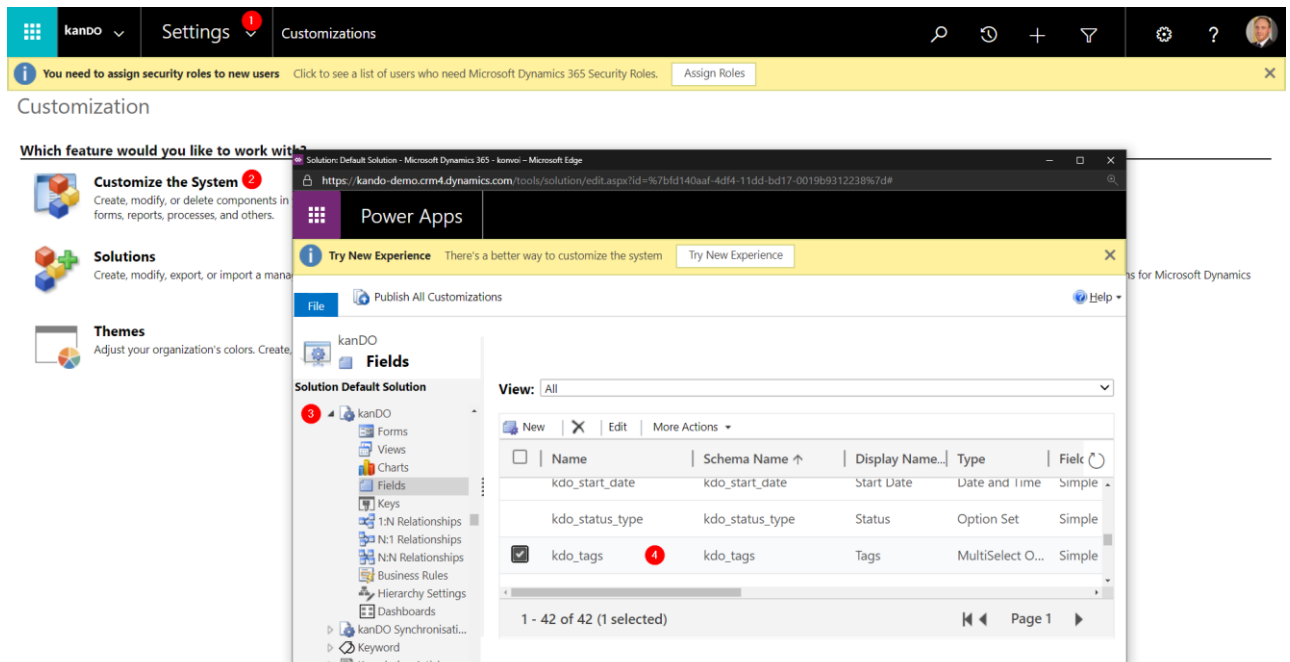 kanDO
Settings
1
Customizations
?
You need to assign security roles to new users Click to see a list of users who need Microsoft Dynamics 365 Security Roles. Assign Roles
Customization
Which feature would you like to work with?
Customize the System 2
Create, modify, or delete components in
forms, reports, processes, and others.
Solutions
Create, modify, export, or import a mana
ns for Microsoft Dynamics
Themes
Adjust your organization's colors. Create,
Solution: Default Solution - Microsoft Dynamics 365 - konvoi – Microsoft Edge
https://kando-demo.crm4.dynamics.com/tools/solution/edit.aspx?id=%7bfd140aaf-4df4-11dd-bd17-0019b9312238%7d#
Power Apps
Try New Experience There's a better way to customize the system Try New Experience
File
Publish All Customizations
Help
kanDO
Fields
Solution Default Solution
3
kanDO
Forms
Views
Charts
Fields
Keys
1:N Relationships
N:1 Relationships
N:N Relationships
Business Rules
Hierarchy Settings
Dashboards
kanDO Synchronisati...
Keyword
View: All
New Edit More Actions
Name Schema Name Display Name... Type Field
kdo_start_date kdo_start_date Start Date Date and Time Simple
kdo_status_type kdo_status_type Status Option Set Simple
kdo_tags 4 kdo_tags Tags MultiSelect O... Simple
1 - 42 of 42 (1 selected) Page 1